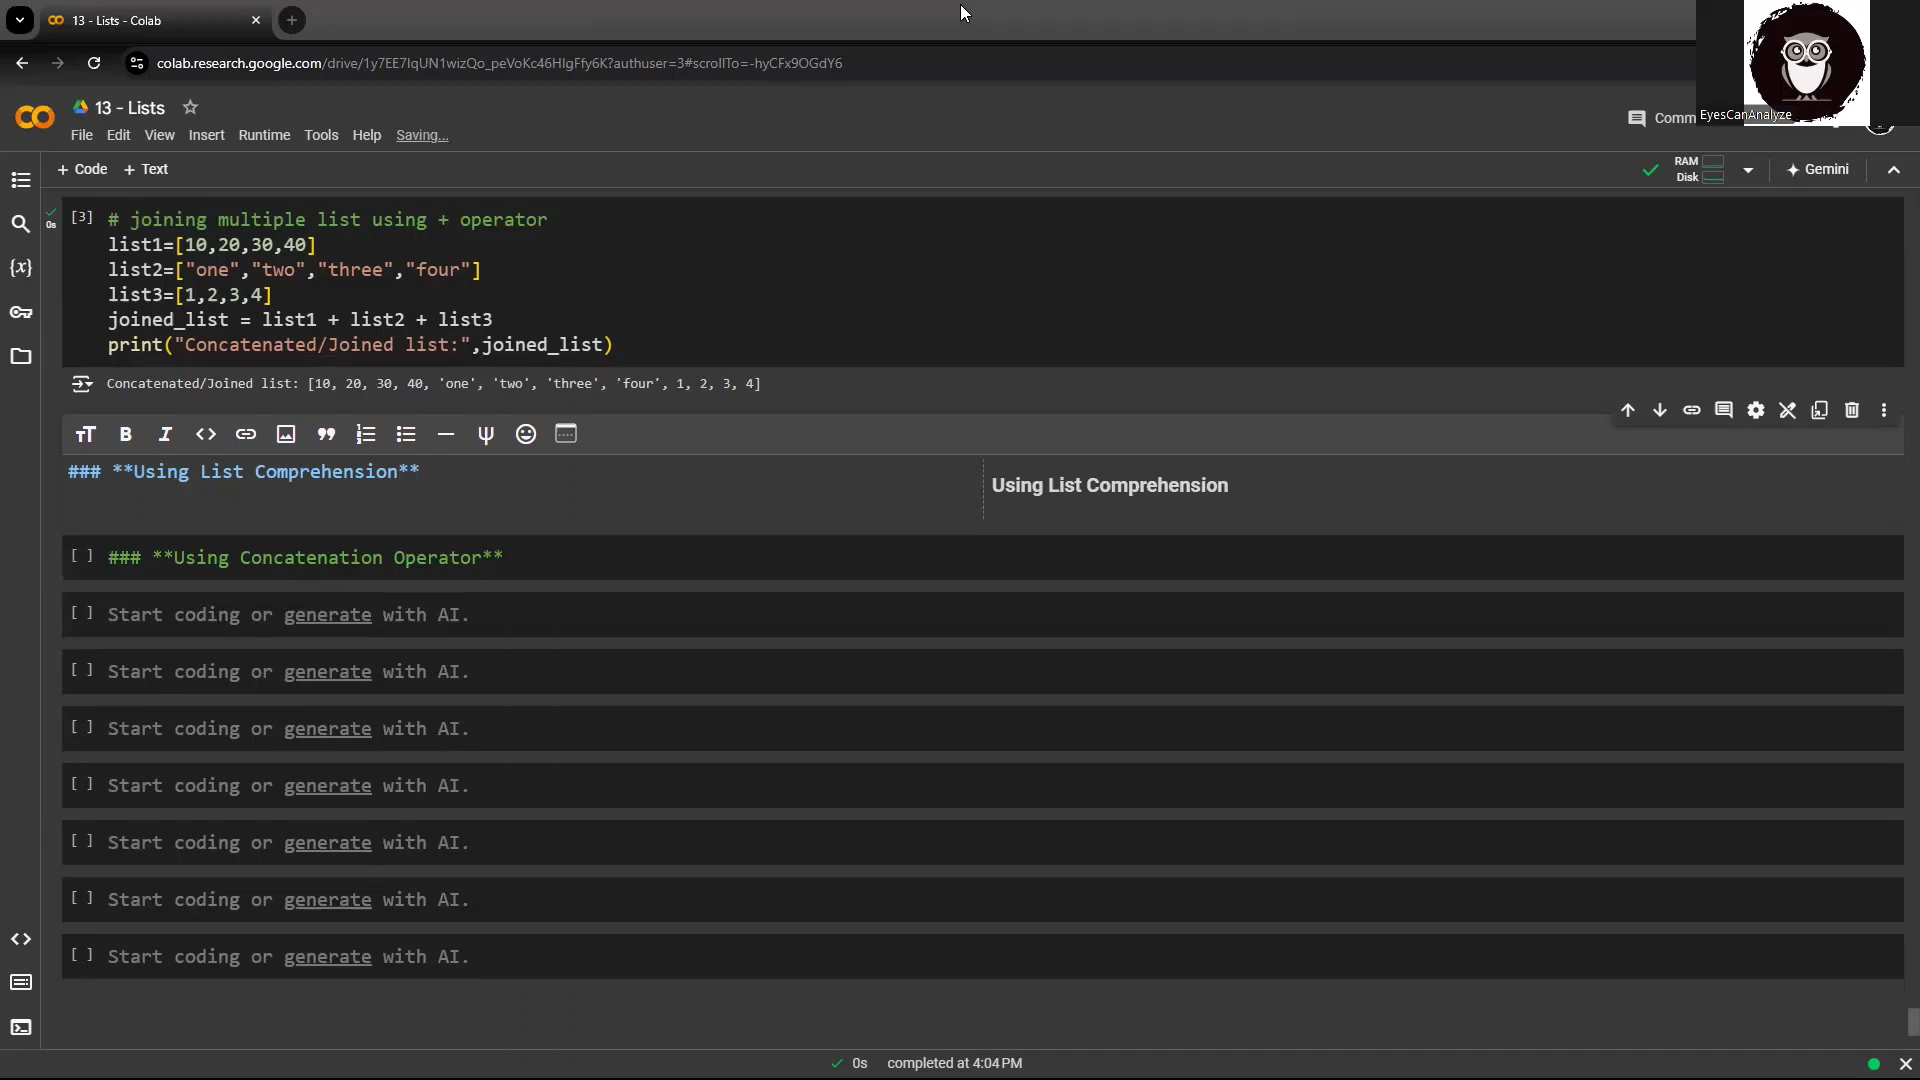 13 - Lists - Colab
colab.research.google.com/drive/1y7EE7IqUN1wizQo_peVoKc46HIgFfy6K?authuser=3#scrollTo=-hyCFx9OGdY6
13 - Lists
File Edit View Insert Runtime Tools Help Saving...
Comm
EyesCanAnalyze
+ Code + Text
RAM
Disk
Gemini
[3] # joining multiple list using + operator
0s
list1=[10,20,30,40]
list2=["one","two","three","four"]
list3=[1,2,3,4]
joined_list = list1 + list2 + list3
print("Concatenated/Joined list:",joined_list)
Concatenated/Joined list: [10, 20, 30, 40, 'one', 'two', 'three', 'four', 1, 2, 3, 4]
### **Using List Comprehension**
Using List Comprehension
[ ] ### **Using Concatenation Operator**
[ ] Start coding or generate with AI.
[ ] Start coding or generate with AI.
[ ] Start coding or generate with AI.
[ ] Start coding or generate with AI.
[ ] Start coding or generate with AI.
[ ] Start coding or generate with AI.
[ ] Start coding or generate with AI.
0s completed at 4:04 PM